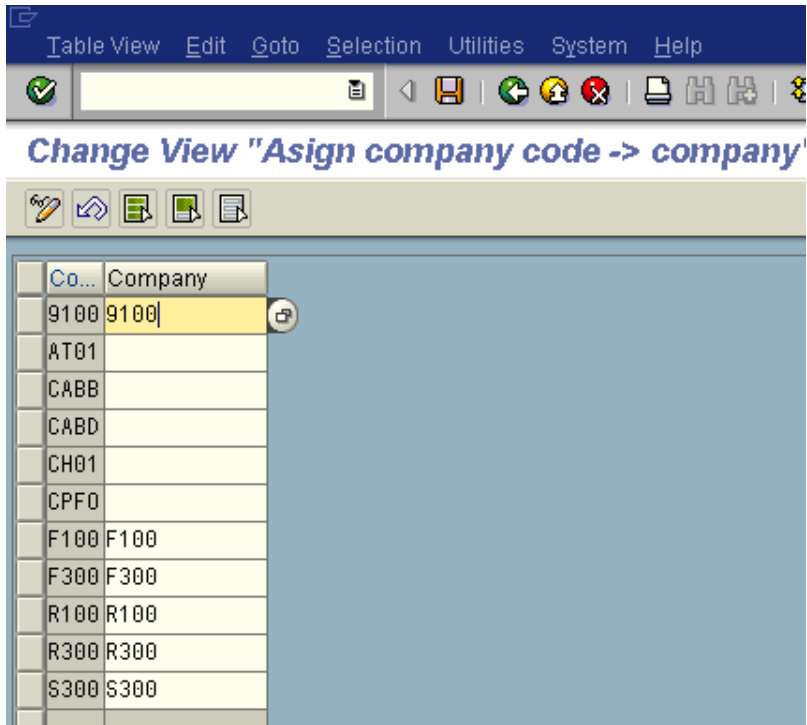 Table View Edit Goto Selection Utilities System Help
Change View "Asign company code -> company"
Co... Company
9100 9100
AT01
CABB
CABD
CH01
CPF0
F100 F100
F300 F300
R100 R100
R300 R300
S300 S300